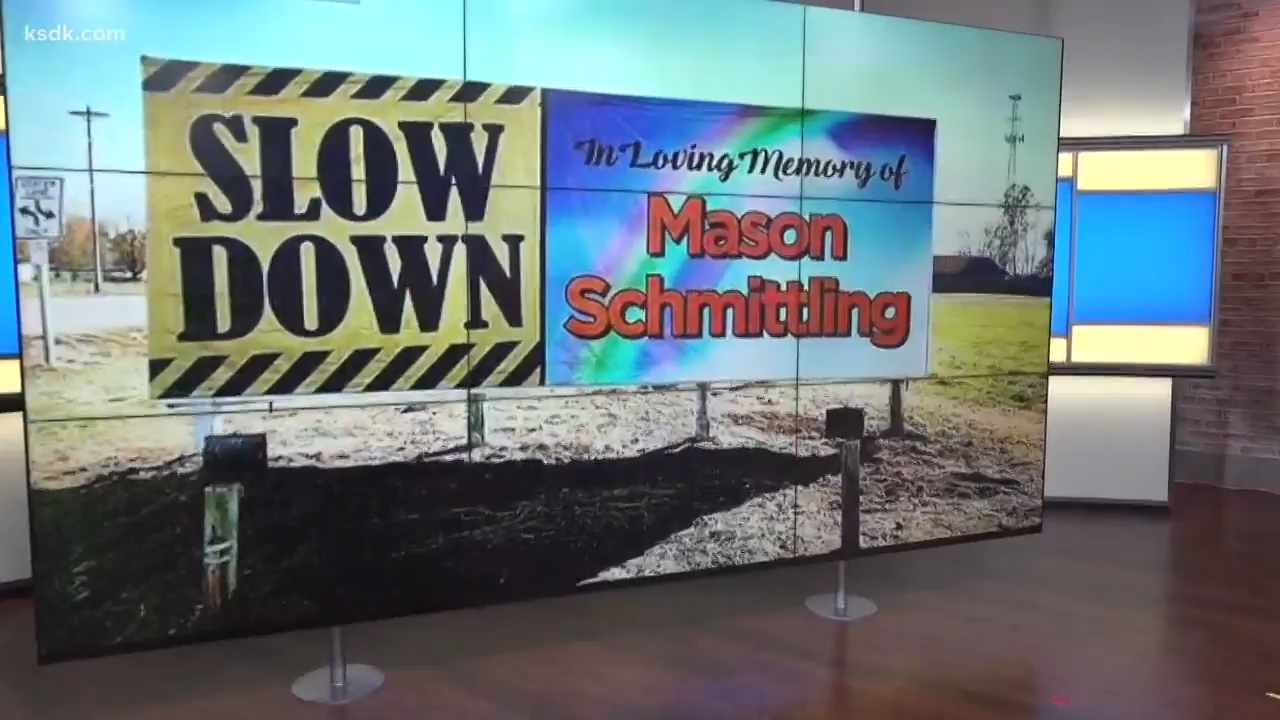 ksdk.com
SLOW
DOWN
In Loving Memory of
Mason
Schmittling